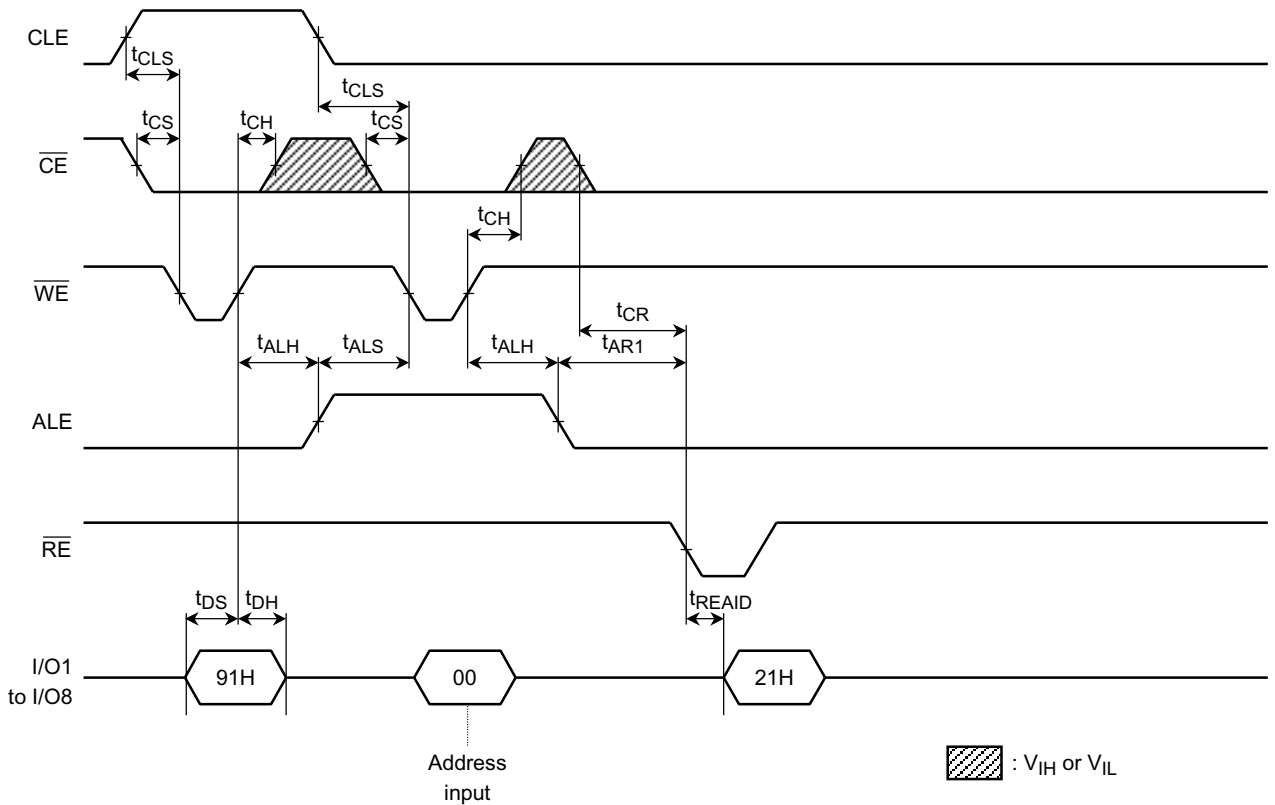 CLE
tCLS
tCLS
tCS
tCH
tCS
CE
tCH
WE
tCR
tALH
tALS
tALH
tAR1
ALE
RE
tDS
tDH
tREAID
I/O1
to I/O8
91H
00
21H
Address
input
: VIH or VIL